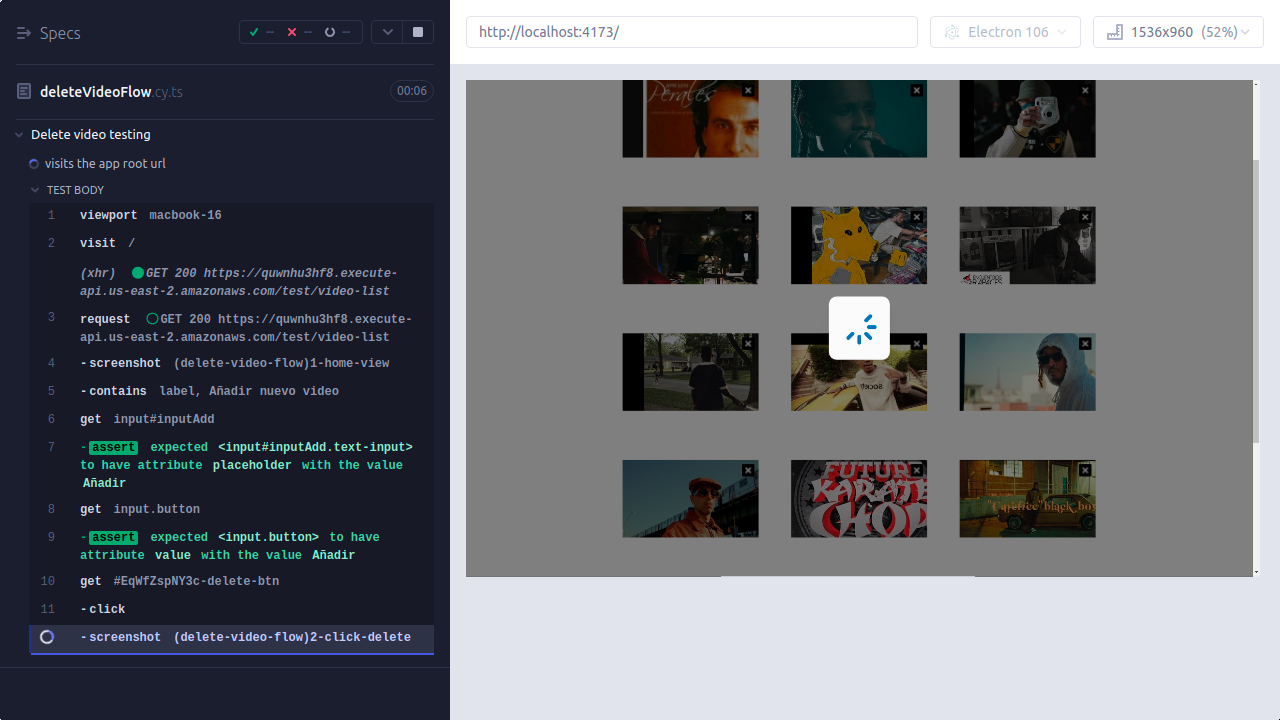 Specs
--
--
--
deleteVideoFlow.cy.ts
00:06
Delete video testing
visits the app root url
TEST BODY
1 viewport macbook-16
2 visit /
(xhr) GET 200 https://quwnhu3hf8.execute-
api.us-east-2.amazonaws.com/test/video-list
3 request GET 200 https://quwnhu3hf8.execute-
api.us-east-2.amazonaws.com/test/video-list
4 -screenshot (delete-video-flow)1-home-view
5 -contains label, Añadir nuevo video
6 get input#inputAdd
7 -assert expected <input#inputAdd.text-input>
to have attribute placeholder with the value
Añadir
8 get input.button
9 -assert expected <input.button> to have
attribute value with the value Añadir
10 get #EqWfZspNY3c-delete-btn
11 -click
-screenshot (delete-video-flow)2-click-delete
http://localhost:4173/
Electron 106
1536x960 (52%)
Perales
FUTUR
KARATE
CHOP
"Carefree"black boy